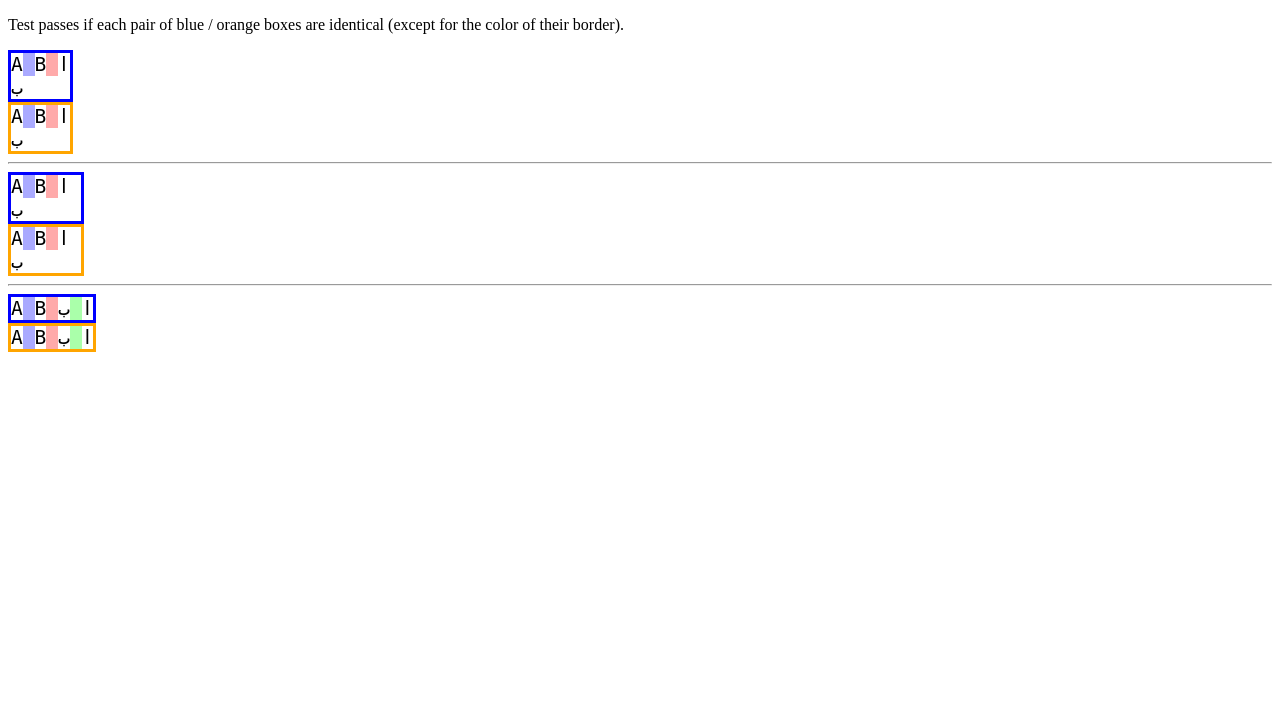 Test passes if each pair of blue / orange boxes are identical (except for the color of their border).
A B ا
ب
A B ا
ب
A B ا
ب
A B ا
ب
A B ا ب
A B ا ب